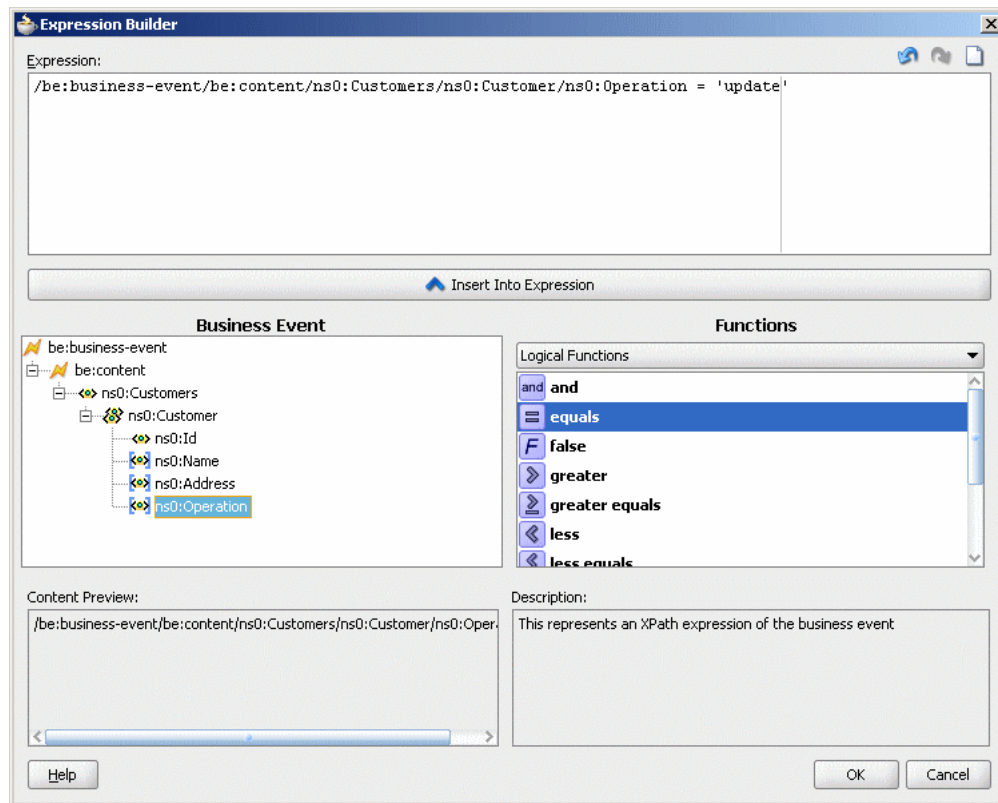 Expression Builder
Expression:
/be:business-event/be:content/ns0:Customers/ns0:Customer/ns0:Operation = 'update'
Insert Into Expression
Business Event
Functions
be:business-event
be:content
ns0:Customers
ns0:Customer
ns0:Id
ns0:Name
ns0:Address
ns0:Operation
Logical Functions
and and
= equals
F false
greater
greater equals
less
less equals
Content Preview:
Description:
/be:business-event/be:content/ns0:Customers/ns0:Customer/ns0:Oper
This represents an XPath expression of the business event
Help
OK
Cancel